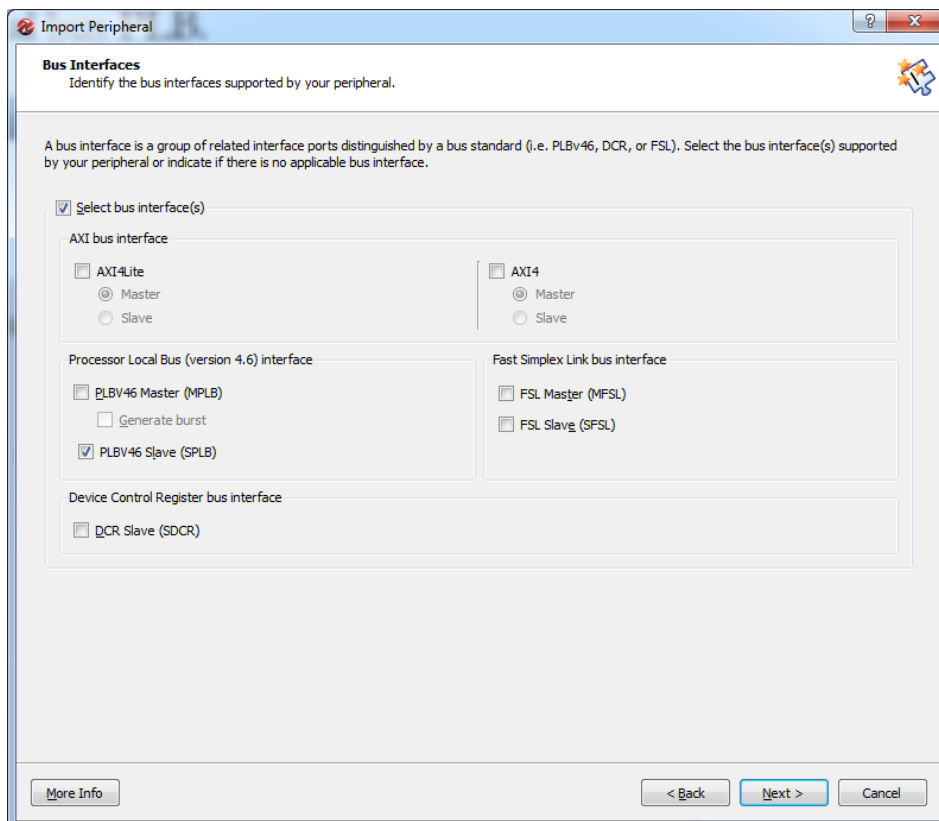 Import Peripheral
Bus Interfaces
Identify the bus interfaces supported by your peripheral.
A bus interface is a group of related interface ports distinguished by a bus standard (i.e. PLBv46, DCR, or FSL). Select the bus interface(s) supported
by your peripheral or indicate if there is no applicable bus interface.
Select bus interface(s)
AXI bus interface
AXI4Lite
Master
Slave
AXI4
Master
Slave
Processor Local Bus (version 4.6) interface
PLBV46 Master (MPLB)
Generate burst
PLBV46 Slave (SPLB)
Fast Simplex Link bus interface
FSL Master (MFSL)
FSL Slave (SFSL)
Device Control Register bus interface
DCR Slave (SDCR)
More Info
< Back
Next >
Cancel